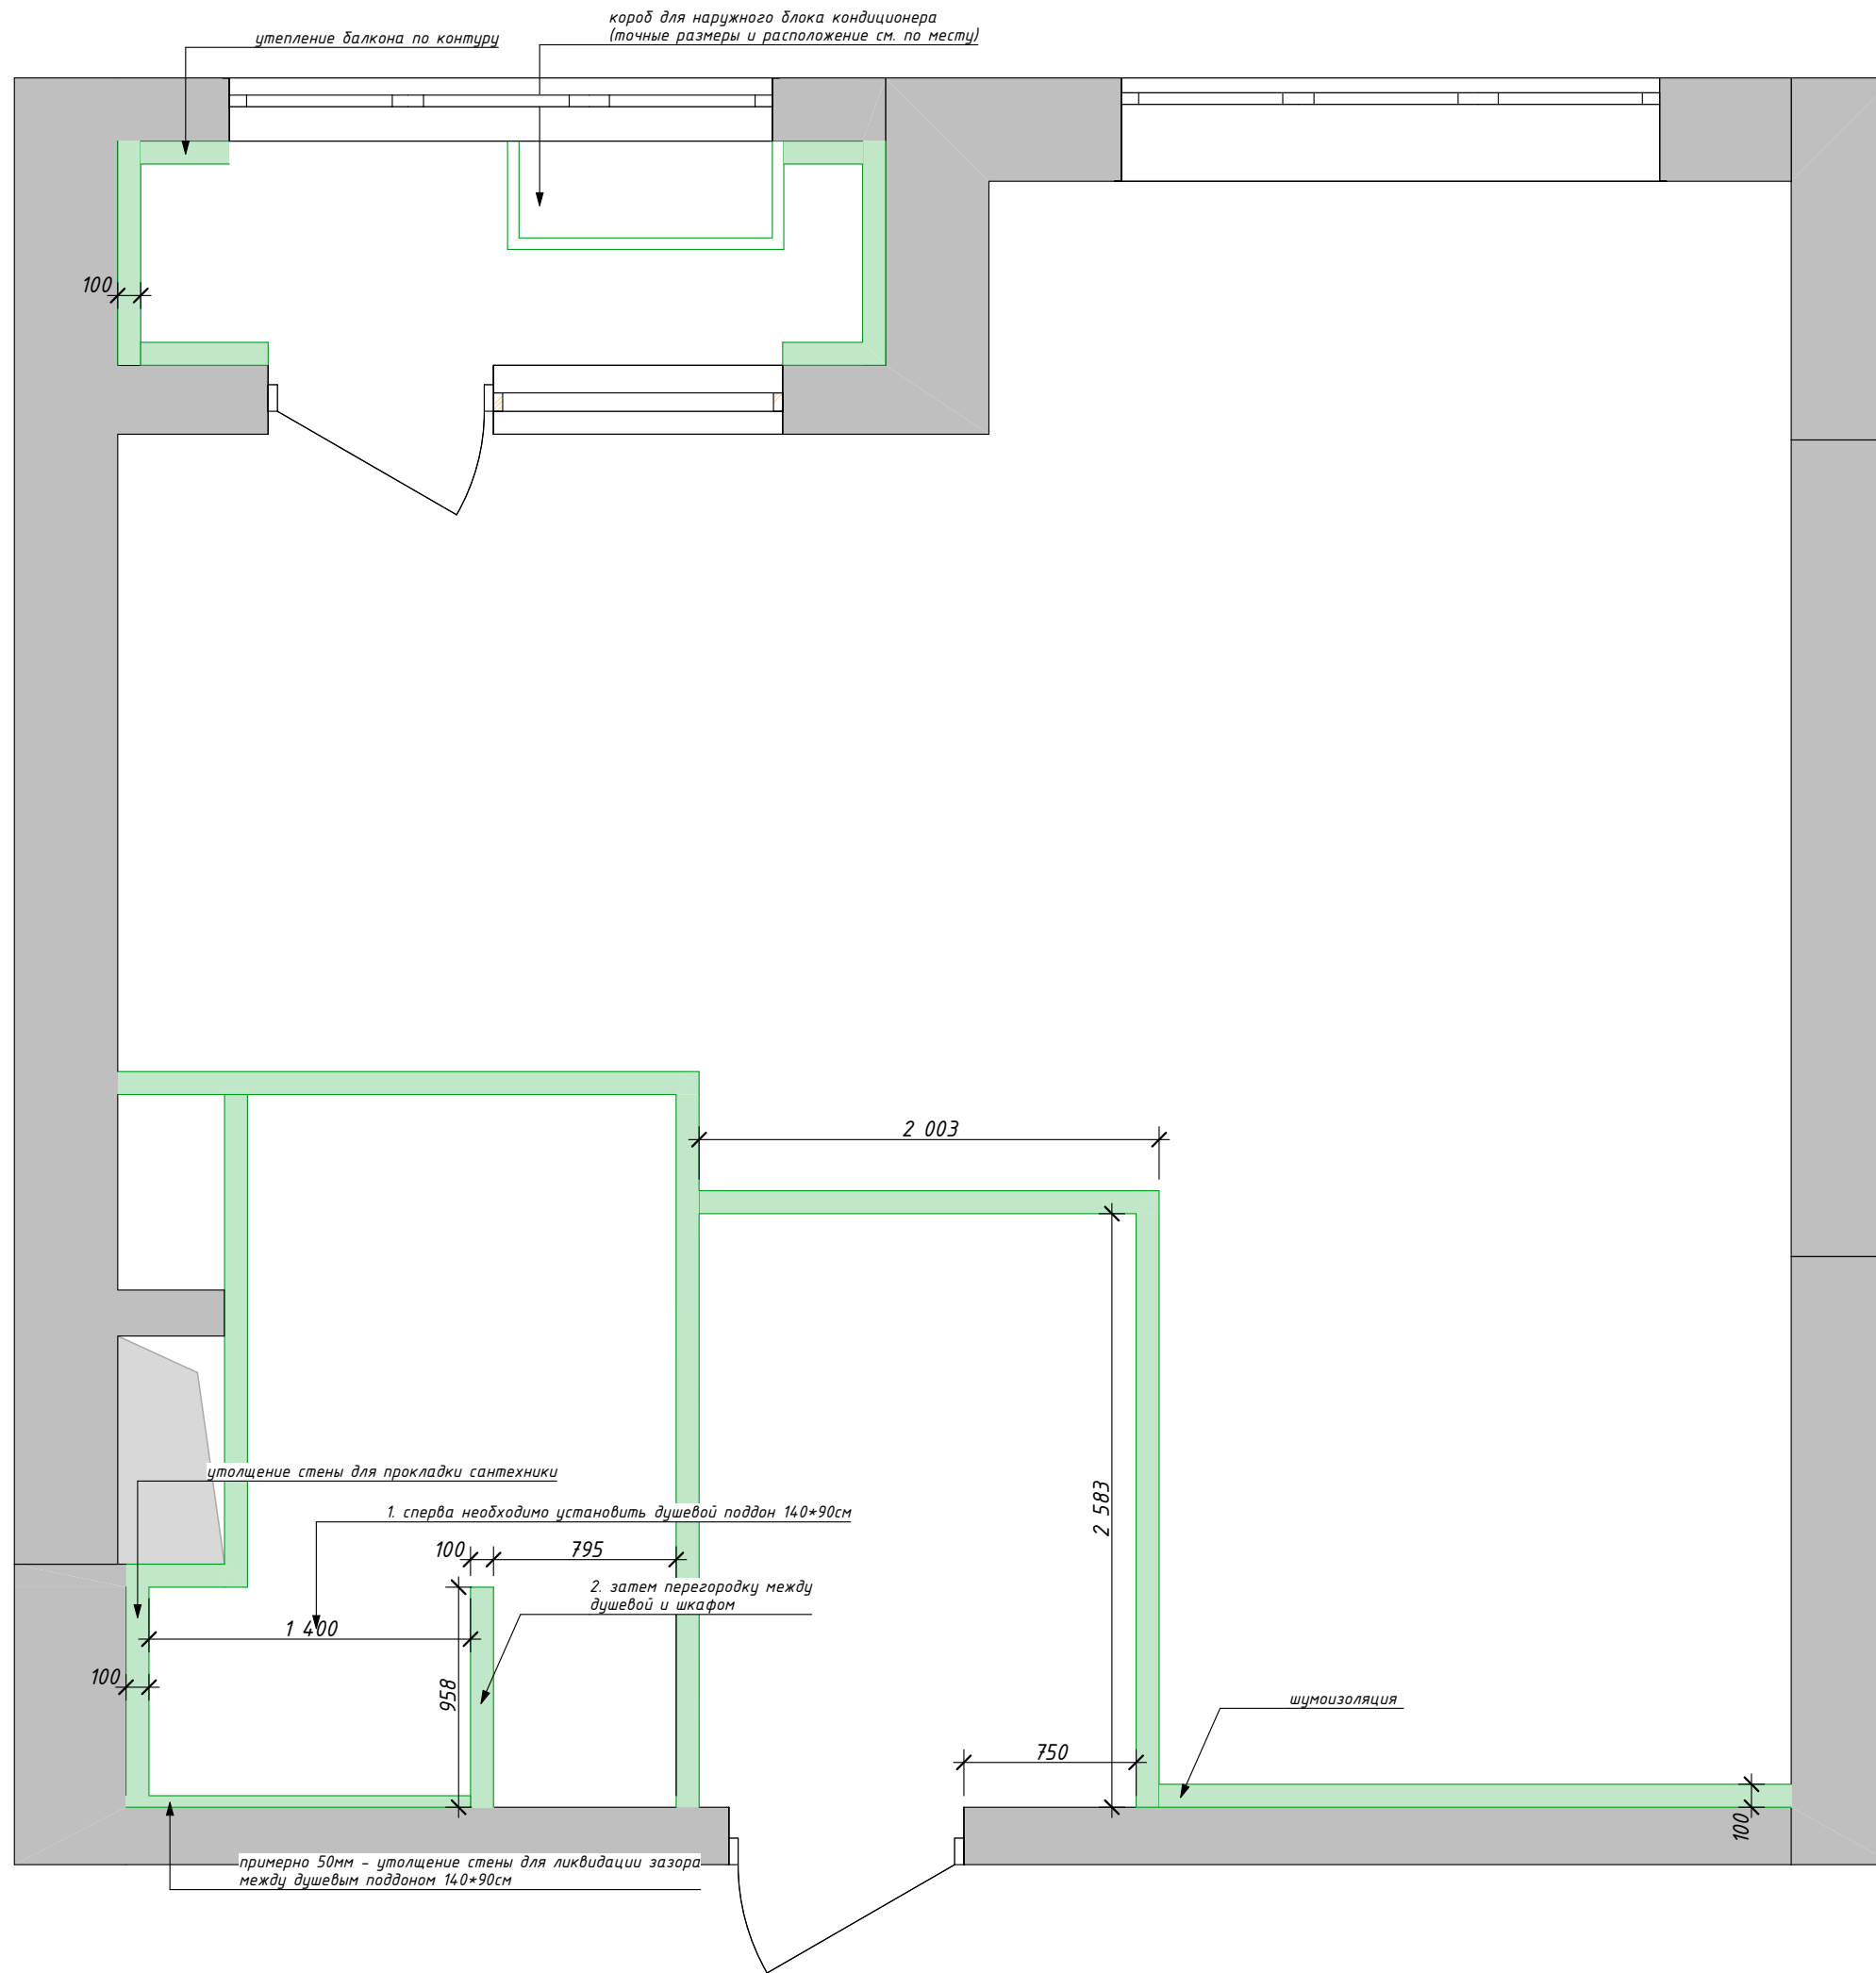 короб для наружного блока кондиционера
(точные размеры и расположение см. по месту)
утепление балкона по контуру
100
2 003
2 583
утолщение стены для прокладки сантехники
1. сперва необходимо установить душевой поддон 140*90см
100
795
2. затем перегородку между
душевой и шкафом
1 400
100
958
шумоизоляция
750
100
примерно 50мм - утолщение стены для ликвидации зазора
между душевым поддоном 140*90см